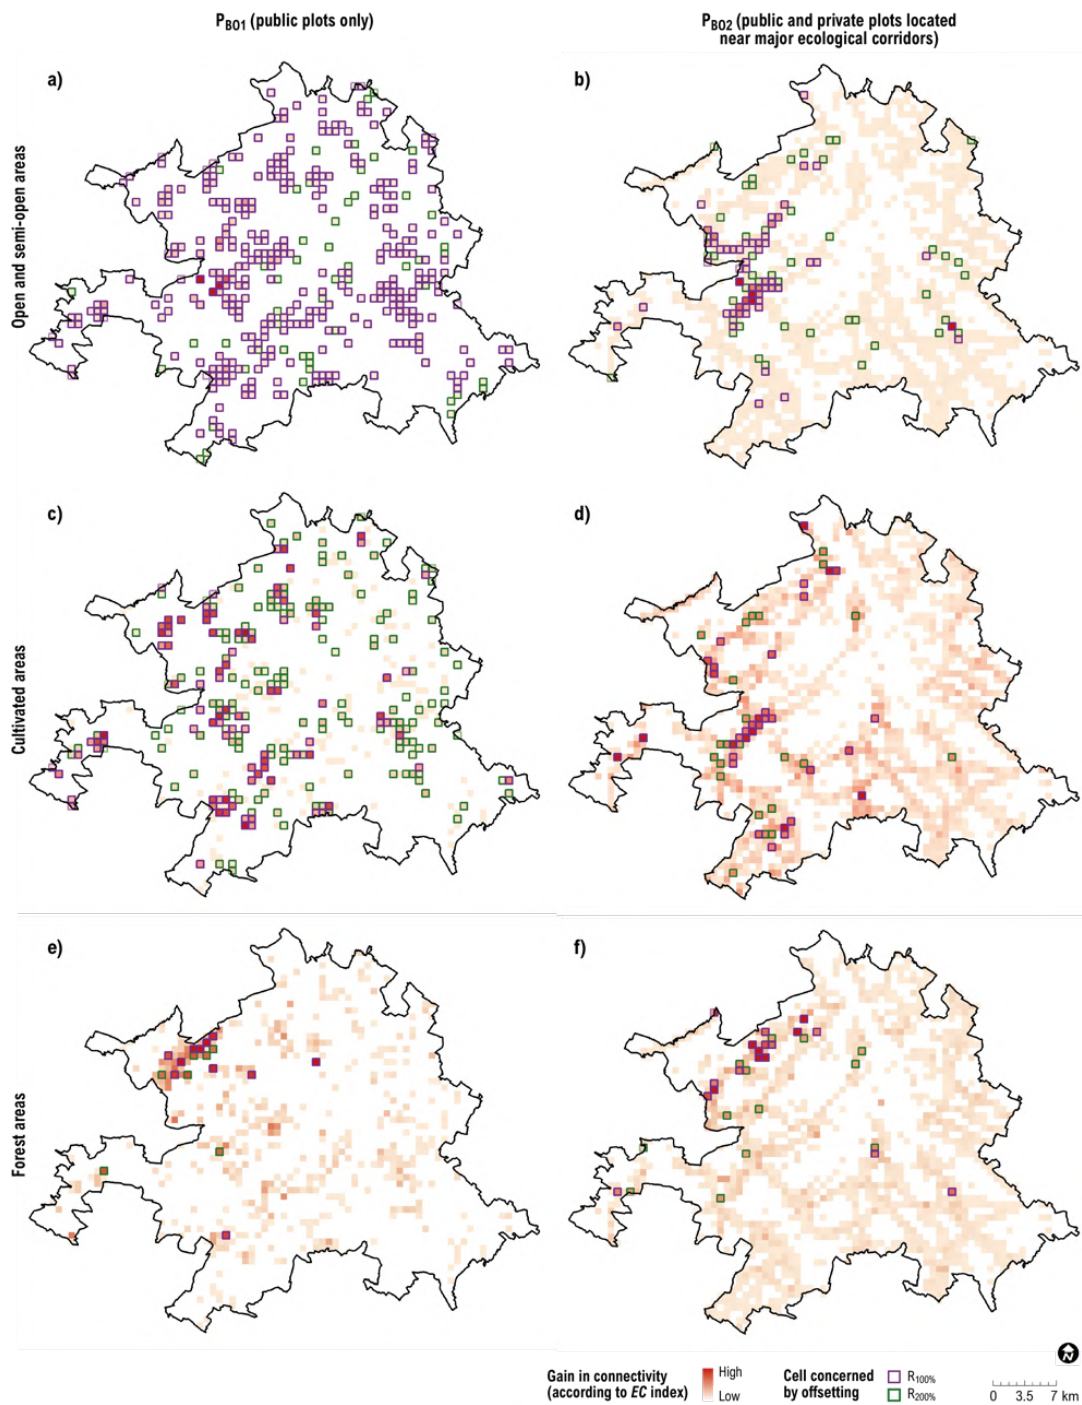 P_BO1 (public plots only)
P_BO2 (public and private plots located
near major ecological corridors)
Open and semi-open areas
a)
b)
Cultivated areas
c)
d)
Forest areas
e)
f)
N
Gain in connectivity
(according to EC index)
High
Low
Cell concerned
by offsetting
R100%
R200%
0 3.5 7 km